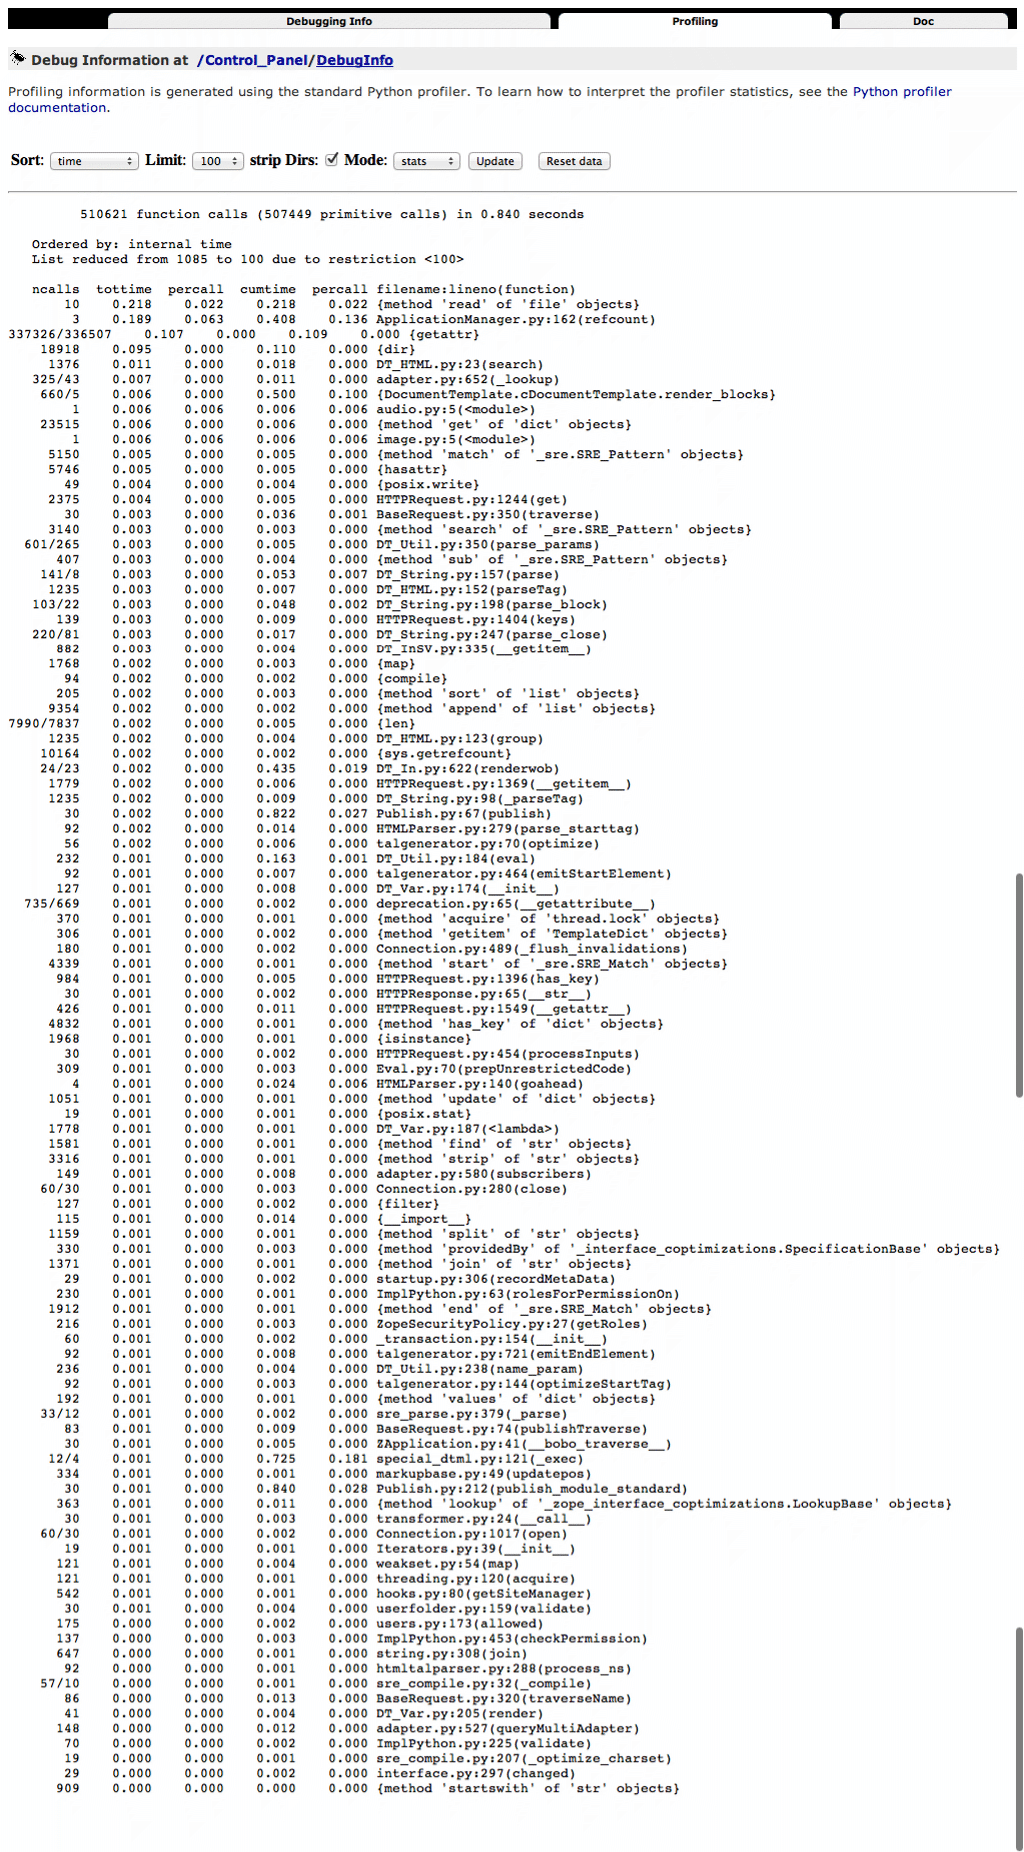 Debugging Info Profiling Doc
Debug Information at /Control_Panel/DebugInfo
Profiling information is generated using the standard Python profiler. To learn how to interpret the profiler statistics, see the Python profiler
documentation.
Sort: time Limit: 100 strip Dirs: Mode: stats Update Reset data
510621 function calls (507449 primitive calls) in 0.840 seconds
Ordered by: internal time
List reduced from 1085 to 100 due to restriction <100>
ncalls tottime percall cumtime percall filename:lineno(function)
10 0.218 0.022 0.218 0.022 {method 'read' of 'file' objects}
3 0.189 0.063 0.408 0.136 ApplicationManager.py:162(refcount)
337326/336507 0.107 0.000 0.109 0.000 {getattr}
18918 0.095 0.000 0.110 0.000 {dir}
1376 0.011 0.000 0.018 0.000 DT_HTML.py:23(search)
325/43 0.007 0.000 0.011 0.000 adapter.py:652(_lookup)
660/5 0.006 0.000 0.500 0.100 {DocumentTemplate.cDocumentTemplate.render_blocks}
1 0.006 0.006 0.006 0.006 audio.py:5(<module>)
23515 0.006 0.000 0.006 0.000 {method 'get' of 'dict' objects}
1 0.006 0.006 0.006 0.006 image.py:5(<module>)
5150 0.005 0.000 0.005 0.000 {method 'match' of '_sre.SRE_Pattern' objects}
5746 0.005 0.000 0.005 0.000 {hasattr}
49 0.004 0.000 0.004 0.000 {posix.write}
2375 0.004 0.000 0.005 0.000 HTTPRequest.py:1244(get)
30 0.003 0.000 0.036 0.001 BaseRequest.py:350(traverse)
3140 0.003 0.000 0.003 0.000 {method 'search' of '_sre.SRE_Pattern' objects}
601/265 0.003 0.000 0.005 0.000 DT_Util.py:350(parse_params)
407 0.003 0.000 0.004 0.000 {method 'sub' of '_sre.SRE_Pattern' objects}
141/8 0.003 0.000 0.053 0.007 DT_String.py:157(parse)
1235 0.003 0.000 0.007 0.000 DT_HTML.py:152(parseTag)
103/22 0.003 0.000 0.048 0.002 DT_String.py:198(parse_block)
139 0.003 0.000 0.009 0.000 HTTPRequest.py:1404(keys)
220/81 0.003 0.000 0.017 0.000 DT_String.py:247(parse_close)
882 0.003 0.000 0.004 0.000 DT_InSV.py:335(__getitem__)
1768 0.002 0.000 0.003 0.000 {map}
94 0.002 0.000 0.002 0.000 {compile}
205 0.002 0.000 0.003 0.000 {method 'sort' of 'list' objects}
9354 0.002 0.000 0.002 0.000 {method 'append' of 'list' objects}
7990/7837 0.002 0.000 0.005 0.000 {len}
1235 0.002 0.000 0.004 0.000 DT_HTML.py:123(group)
10164 0.002 0.000 0.002 0.000 {sys.getrefcount}
24/23 0.002 0.000 0.435 0.019 DT_In.py:622(renderwob)
1779 0.002 0.000 0.006 0.000 HTTPRequest.py:1369(__getitem__)
1235 0.002 0.000 0.009 0.000 DT_String.py:98(_parseTag)
30 0.002 0.000 0.822 0.027 Publish.py:67(publish)
92 0.002 0.000 0.014 0.000 HTMLParser.py:279(parse_starttag)
56 0.002 0.000 0.006 0.000 talgenerator.py:70(optimize)
232 0.001 0.000 0.163 0.001 DT_Util.py:184(eval)
92 0.001 0.000 0.007 0.000 talgenerator.py:464(emitStartElement)
127 0.001 0.000 0.008 0.000 DT_Var.py:174(__init__)
735/669 0.001 0.000 0.002 0.000 deprecation.py:65(__getattribute__)
370 0.001 0.000 0.001 0.000 {method 'acquire' of 'thread.lock' objects}
306 0.001 0.000 0.002 0.000 {method 'getitem' of 'TemplateDict' objects}
180 0.001 0.000 0.002 0.000 Connection.py:489(_flush_invalidations)
4339 0.001 0.000 0.001 0.000 {method 'start' of '_sre.SRE_Match' objects}
984 0.001 0.000 0.005 0.000 HTTPRequest.py:1396(has_key)
30 0.001 0.000 0.002 0.000 HTTPResponse.py:65(__str__)
426 0.001 0.000 0.011 0.000 HTTPRequest.py:1549(__getattr__)
4832 0.001 0.000 0.001 0.000 {method 'has_key' of 'dict' objects}
1968 0.001 0.000 0.001 0.000 {isinstance}
30 0.001 0.000 0.002 0.000 HTTPRequest.py:454(processInputs)
309 0.001 0.000 0.003 0.000 Eval.py:70(prepUnrestrictedCode)
4 0.001 0.000 0.024 0.006 HTMLParser.py:140(goahead)
1051 0.001 0.000 0.001 0.000 {method 'update' of 'dict' objects}
19 0.001 0.000 0.001 0.000 {posix.stat}
1778 0.001 0.000 0.001 0.000 DT_Var.py:187(<lambda>)
1581 0.001 0.000 0.001 0.000 {method 'find' of 'str' objects}
3316 0.001 0.000 0.001 0.000 {method 'strip' of 'str' objects}
149 0.001 0.000 0.008 0.000 adapter.py:580(subscribers)
60/30 0.001 0.000 0.003 0.000 Connection.py:280(close)
127 0.001 0.000 0.002 0.000 {filter}
115 0.001 0.000 0.014 0.000 {__import__}
1159 0.001 0.000 0.001 0.000 {method 'split' of 'str' objects}
330 0.001 0.000 0.003 0.000 {method 'providedBy' of '_interface_coptimizations.SpecificationBase' objects}
1371 0.001 0.000 0.001 0.000 {method 'join' of 'str' objects}
29 0.001 0.000 0.002 0.000 startup.py:306(recordMetaData)
230 0.001 0.000 0.001 0.000 ImplPython.py:63(rolesForPermissionOn)
1912 0.001 0.000 0.001 0.000 {method 'end' of '_sre.SRE_Match' objects}
216 0.001 0.000 0.003 0.000 ZopeSecurityPolicy.py:27(getRoles)
60 0.001 0.000 0.002 0.000 _transaction.py:154(__init__)
92 0.001 0.000 0.008 0.000 talgenerator.py:721(emitEndElement)
236 0.001 0.000 0.004 0.000 DT_Util.py:238(name_param)
92 0.001 0.000 0.003 0.000 talgenerator.py:144(optimizeStartTag)
192 0.001 0.000 0.001 0.000 {method 'values' of 'dict' objects}
33/12 0.001 0.000 0.002 0.000 sre_parse.py:379(_parse)
83 0.001 0.000 0.009 0.000 BaseRequest.py:74(publishTraverse)
30 0.001 0.000 0.005 0.000 ZApplication.py:41(__bobo_traverse__)
12/4 0.001 0.000 0.725 0.181 special_dtml.py:121(_exec)
334 0.001 0.000 0.001 0.000 markupbase.py:49(updatepos)
30 0.001 0.000 0.840 0.028 Publish.py:212(publish_module_standard)
363 0.001 0.000 0.011 0.000 {method 'lookup' of '_zope_interface_coptimizations.LookupBase' objects}
30 0.001 0.000 0.003 0.000 transformer.py:24(__call__)
60/30 0.001 0.000 0.002 0.000 Connection.py:1017(open)
19 0.001 0.000 0.001 0.000 Iterators.py:39(__init__)
121 0.001 0.000 0.004 0.000 weakset.py:54(map)
121 0.001 0.000 0.001 0.000 threading.py:120(acquire)
542 0.001 0.000 0.001 0.000 hooks.py:80(getSiteManager)
30 0.001 0.000 0.004 0.000 userfolder.py:159(validate)
175 0.000 0.000 0.002 0.000 users.py:173(allowed)
137 0.000 0.000 0.003 0.000 ImplPython.py:453(checkPermission)
647 0.000 0.000 0.001 0.000 string.py:308(join)
92 0.000 0.000 0.001 0.000 htmltalparser.py:288(process_ns)
57/10 0.000 0.000 0.001 0.000 sre_compile.py:32(_compile)
86 0.000 0.000 0.013 0.000 BaseRequest.py:320(traverseName)
41 0.000 0.000 0.004 0.000 DT_Var.py:205(render)
148 0.000 0.000 0.012 0.000 adapter.py:527(queryMultiAdapter)
70 0.000 0.000 0.002 0.000 ImplPython.py:225(validate)
19 0.000 0.000 0.001 0.000 sre_compile.py:207(_optimize_charset)
29 0.000 0.000 0.002 0.000 interface.py:297(changed)
909 0.000 0.000 0.000 0.000 {method 'startswith' of 'str' objects}